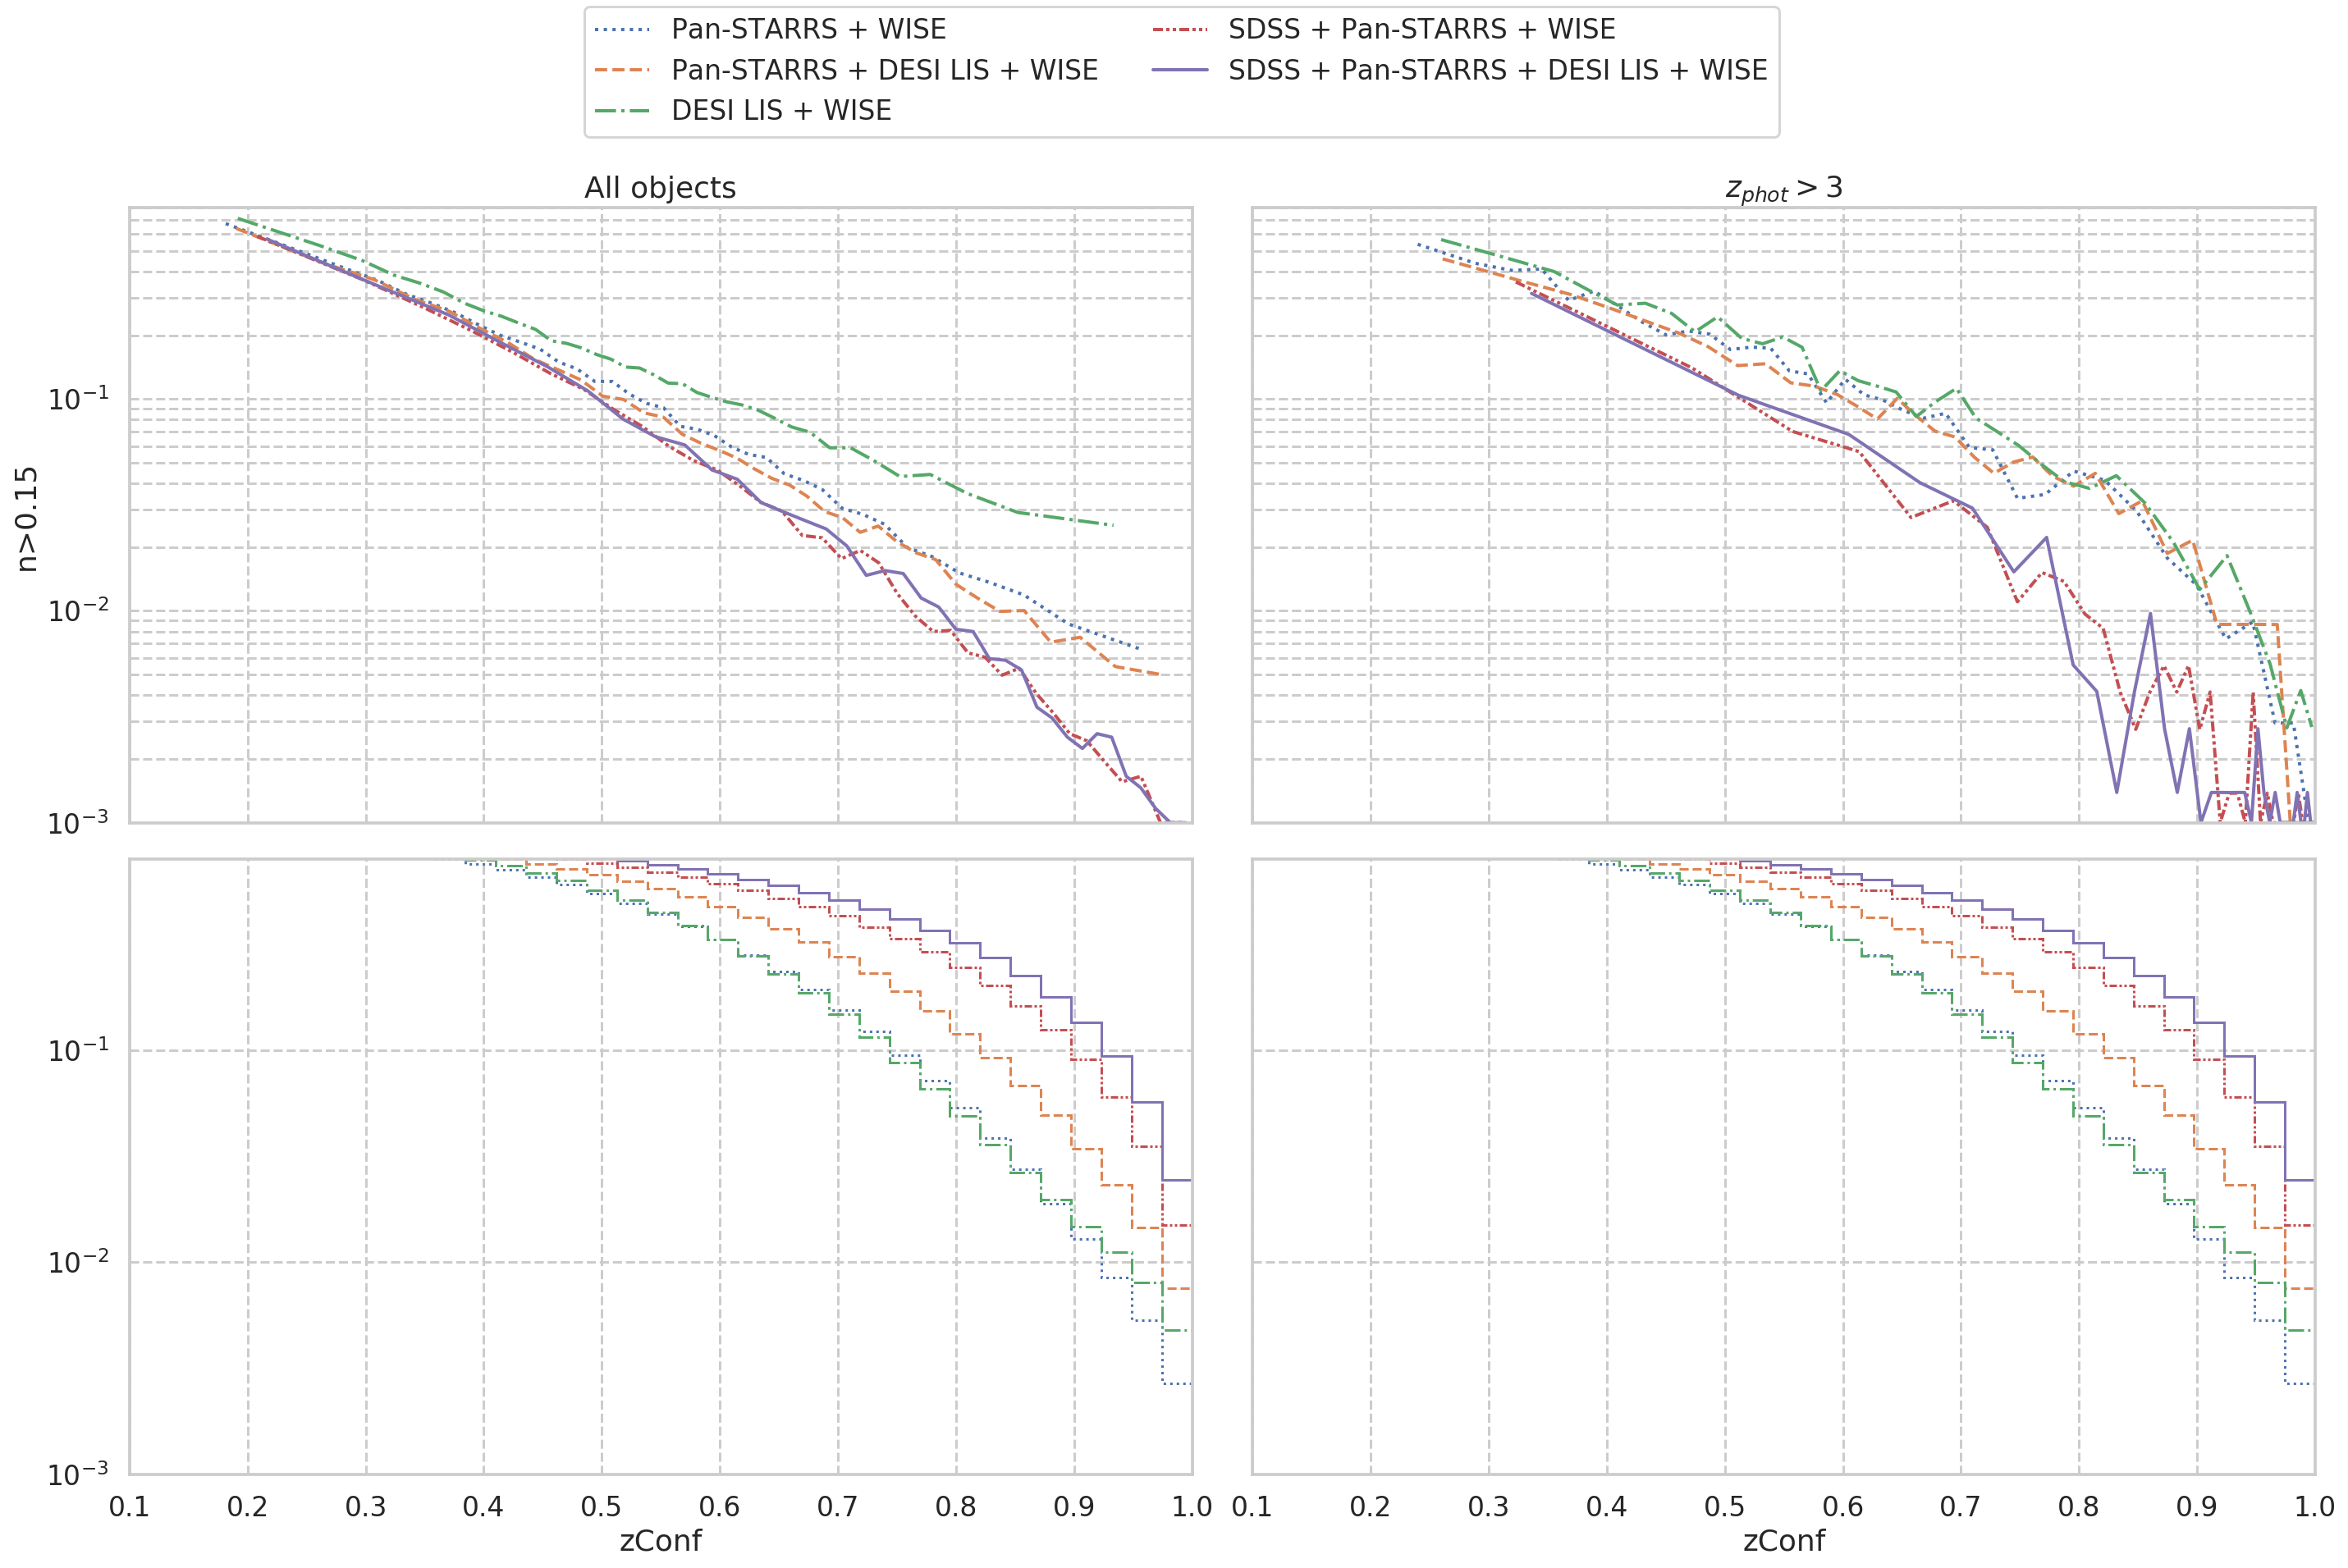 Pan-STARRS + WISE
Pan-STARRS + DESI LIS + WISE
DESI LIS + WISE
SDSS + Pan-STARRS + WISE
SDSS + Pan-STARRS + DESI LIS + WISE
All objects
z_{phot} > 3
n>0.15
10^{-1}
10^{-2}
10^{-3}
10^{-1}
10^{-2}
10^{-3}
0.1 0.2 0.3 0.4 0.5 0.6 0.7 0.8 0.9 1.0
0.1 0.2 0.3 0.4 0.5 0.6 0.7 0.8 0.9 1.0
zConf
zConf